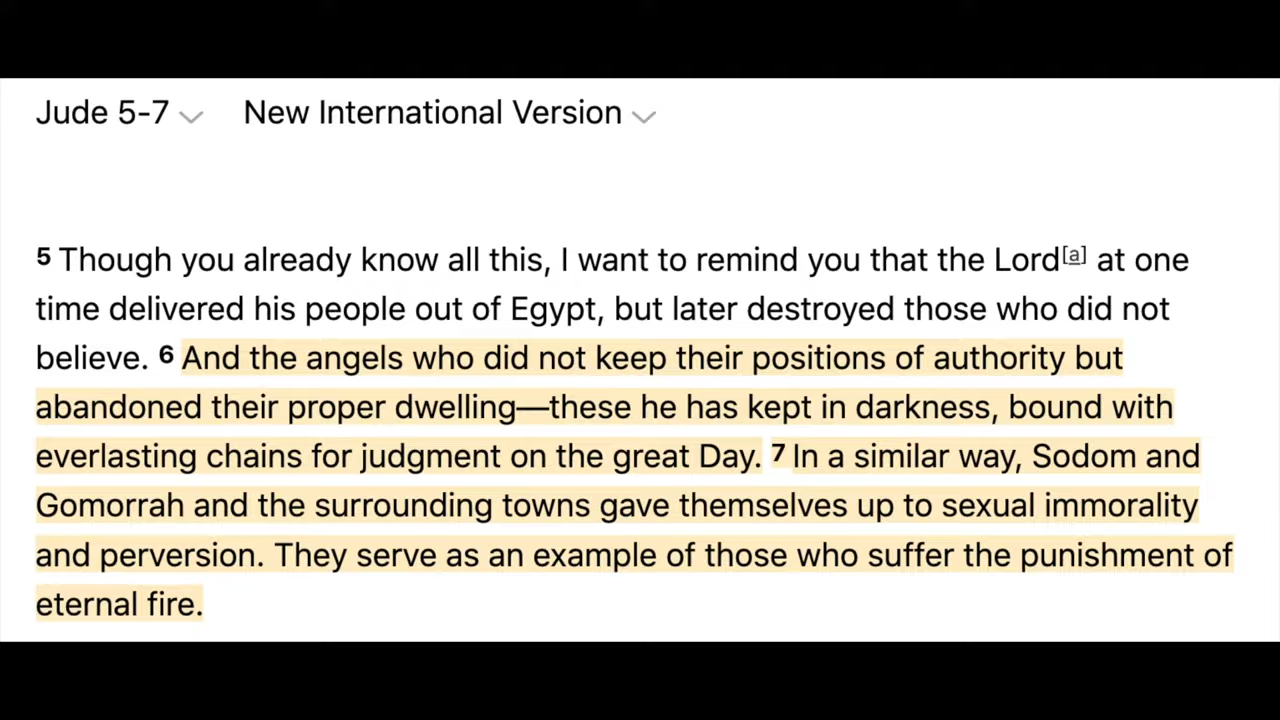 Jude 5-7 New International Version
5 Though you already know all this, I want to remind you that the Lord[a] at one
time delivered his people out of Egypt, but later destroyed those who did not
believe. 6 And the angels who did not keep their positions of authority but
abandoned their proper dwelling—these he has kept in darkness, bound with
everlasting chains for judgment on the great Day. 7 In a similar way, Sodom and
Gomorrah and the surrounding towns gave themselves up to sexual immorality
and perversion. They serve as an example of those who suffer the punishment of
eternal fire.